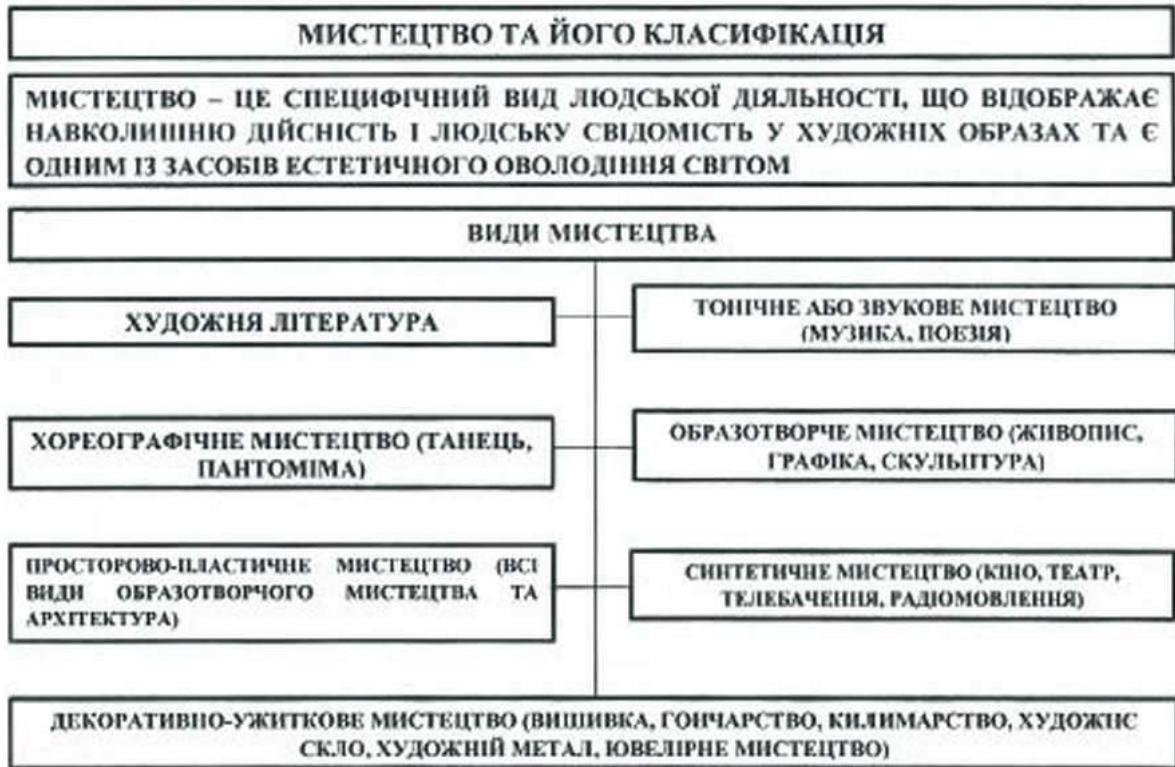 МИСТЕЦТВО ТА ЙОГО КЛАСИФІКАЦІЯ
МИСТЕЦТВО – ЦЕ СПЕЦИФІЧНИЙ ВИД ЛЮДСЬКОЇ ДІЯЛЬНОСТІ, ЩО ВІДОБРАЖАЄ
НАВКОЛИШНЮ ДІЙСНІСТЬ І ЛЮДСЬКУ СВІДОМІСТЬ У ХУДОЖНІХ ОБРАЗАХ ТА Є
ОДНИМ ІЗ ЗАСОБІВ ЕСТЕТИЧНОГО ОВОЛОДІННЯ СВІТОМ
ВИДИ МИСТЕЦТВА
ХУДОЖНЯ ЛІТЕРАТУРА
ТОНІЧНЕ АБО ЗВУКОВЕ МИСТЕЦТВО
(МУЗИКА, ПОЕЗІЯ)
ХОРЕОГРАФІЧНЕ МИСТЕЦТВО (ТАНЕЦЬ,
ПАНТОМІМА)
ОБРАЗОТВОРЧЕ МИСТЕЦТВО (ЖИВОПИС,
ГРАФІКА, СКУЛЬПТУРА)
ПРОСТОРОВО-ПЛАСТИЧНЕ МИСТЕЦТВО (ВСІ
ВИДИ ОБРАЗОТВОРЧОГО МИСТЕЦТВА ТА
АРХІТЕКТУРА)
СИНТЕТИЧНЕ МИСТЕЦТВО (КІНО, ТЕАТР,
ТЕЛЕБАЧЕННЯ, РАДІОМОВЛЕННЯ)
ДЕКОРАТИВНО-УЖИТКОВЕ МИСТЕЦТВО (ВИШИВКА, ГОНЧАРСТВО, КИЛИМАРСТВО, ХУДОЖНЄ
СКЛО, ХУДОЖНІЙ МЕТАЛ, ЮВЕЛІРНЕ МИСТЕЦТВО)